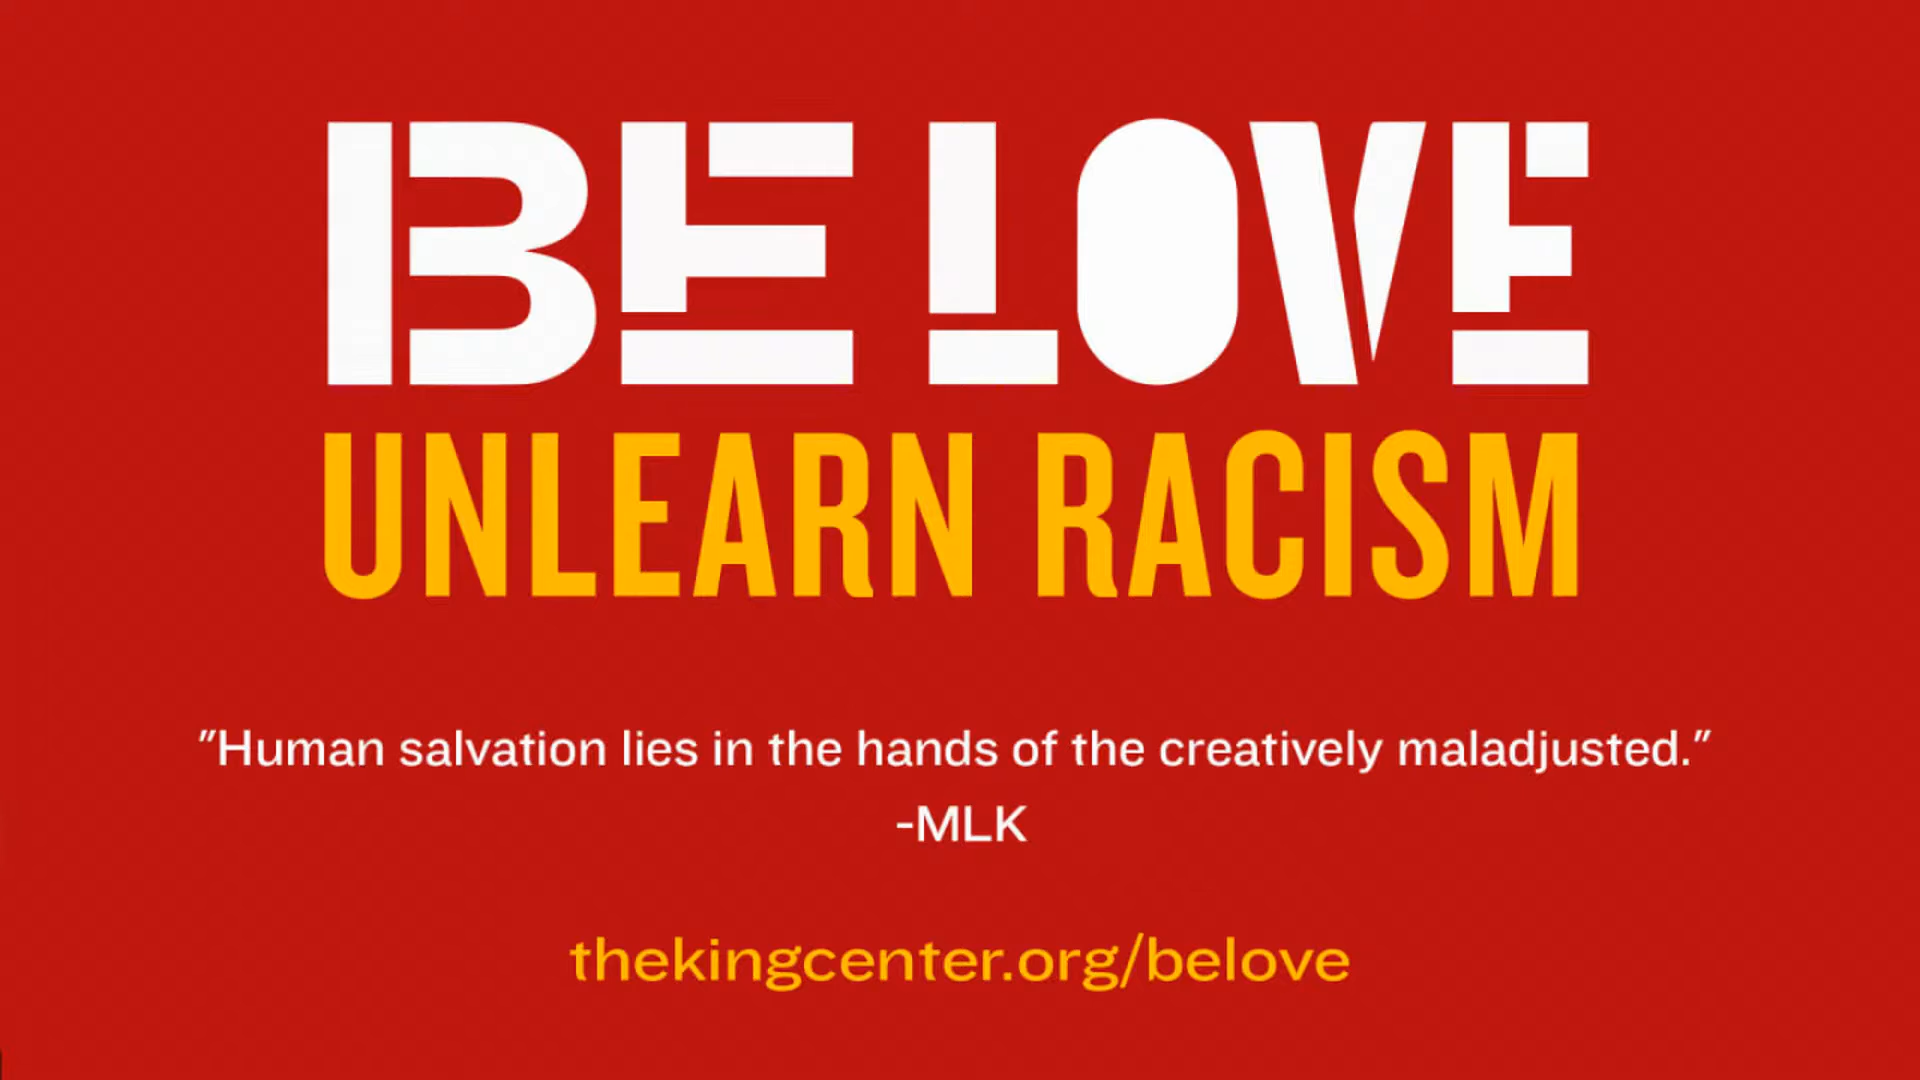 BE LOVE
UNLEARN RACISM
"Human salvation lies in the hands of the creatively maladjusted."
-MLK
thekingcenter.org/belove